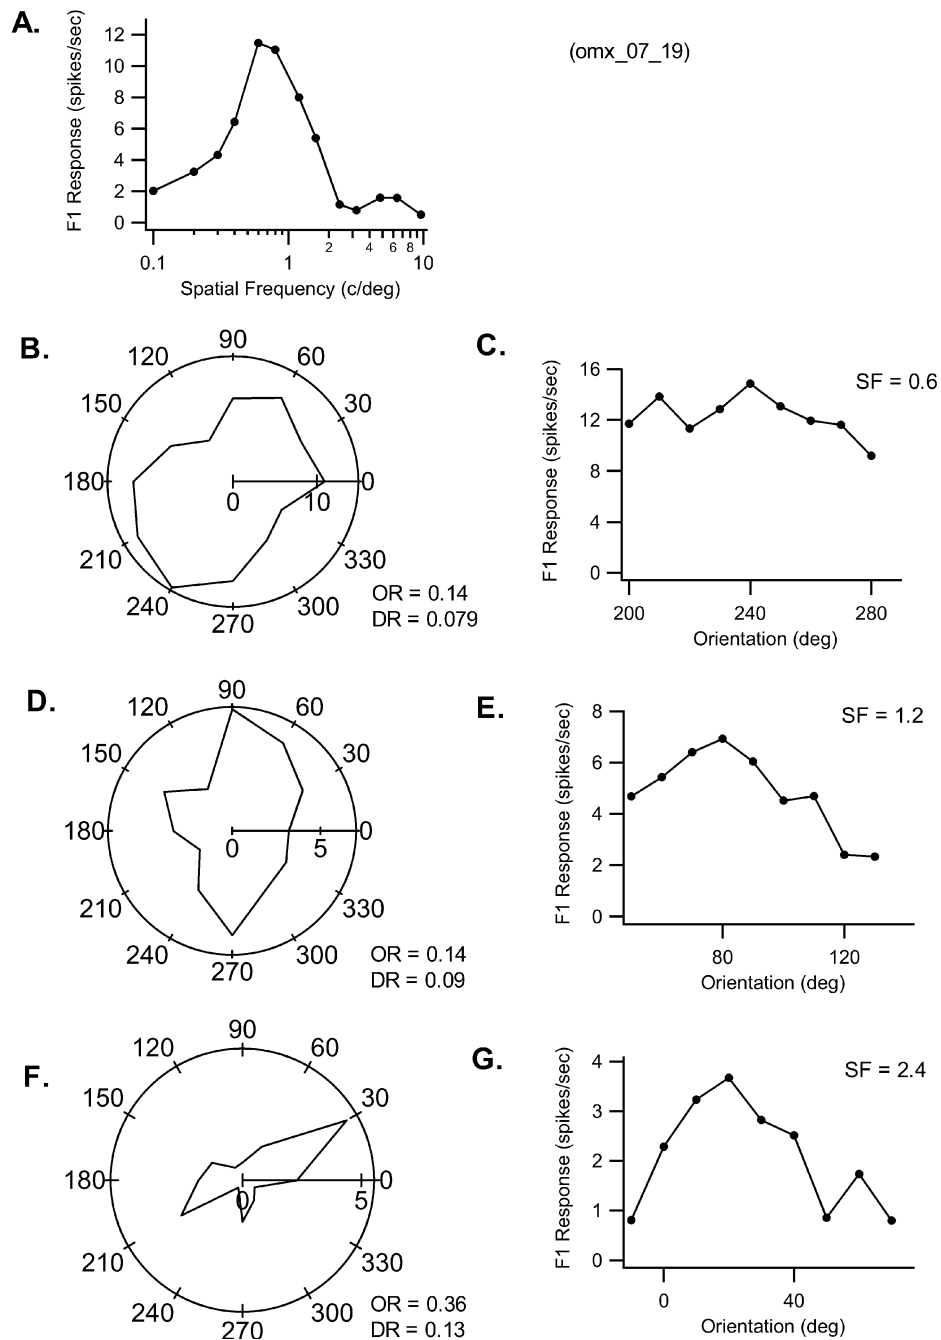 A.
(omx_07_19)
F1 Response (spikes/sec)
12
10
8
6
4
2
0
2 4 6 8
0.1 1 10
Spatial Frequency (c/deg)
B.
90
120 60
150 30
180 0
0 10
210 330
240 300
270
OR = 0.14
DR = 0.079
C.
SF = 0.6
F1 Response (spikes/sec)
16
12
8
4
0
200 240 280
Orientation (deg)
D.
90
120 60
150 30
180 0
0 5
210 330
240 300
270
OR = 0.14
DR = 0.09
E.
SF = 1.2
F1 Response (spikes/sec)
8
6
4
2
0
80 120
Orientation (deg)
F.
90
120 60
150 30
180 0
0 5
210 330
240 300
270
OR = 0.36
DR = 0.13
G.
SF = 2.4
F1 Response (spikes/sec)
4
3
2
1
0
0 40
Orientation (deg)